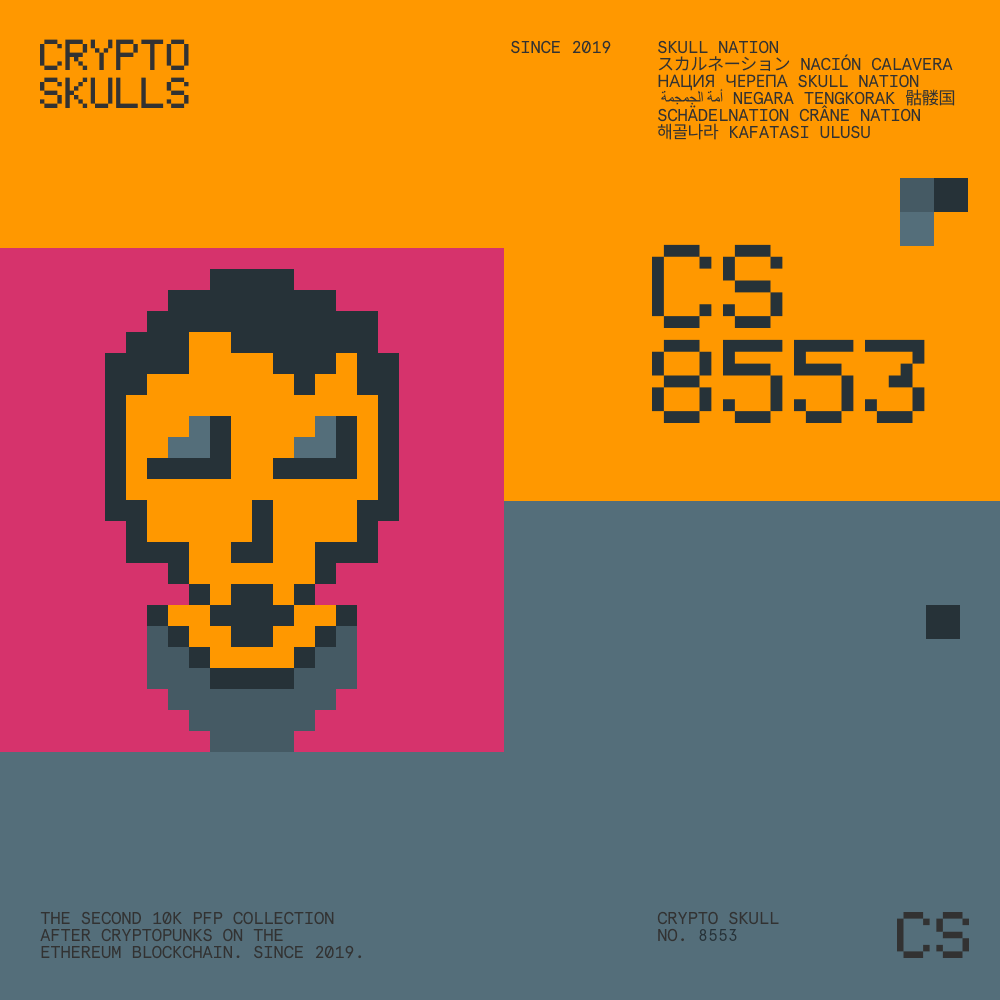 CRYPTO
SKULLS
SINCE 2019
SKULL NATION
スカルネーション NACIÓN CALAVERA
НАЦИЯ ЧЕРЕПА SKULL NATION
أمة الجمجمة NEGARA TENGKORAK 骷髅国
SCHÄDELNATION CRÂNE NATION
해골나라 KAFATASI ULUSU
CS
8553
THE SECOND 10K PFP COLLECTION
AFTER CRYPTOPUNKS ON THE
ETHEREUM BLOCKCHAIN. SINCE 2019.
CRYPTO SKULL
NO. 8553
CS